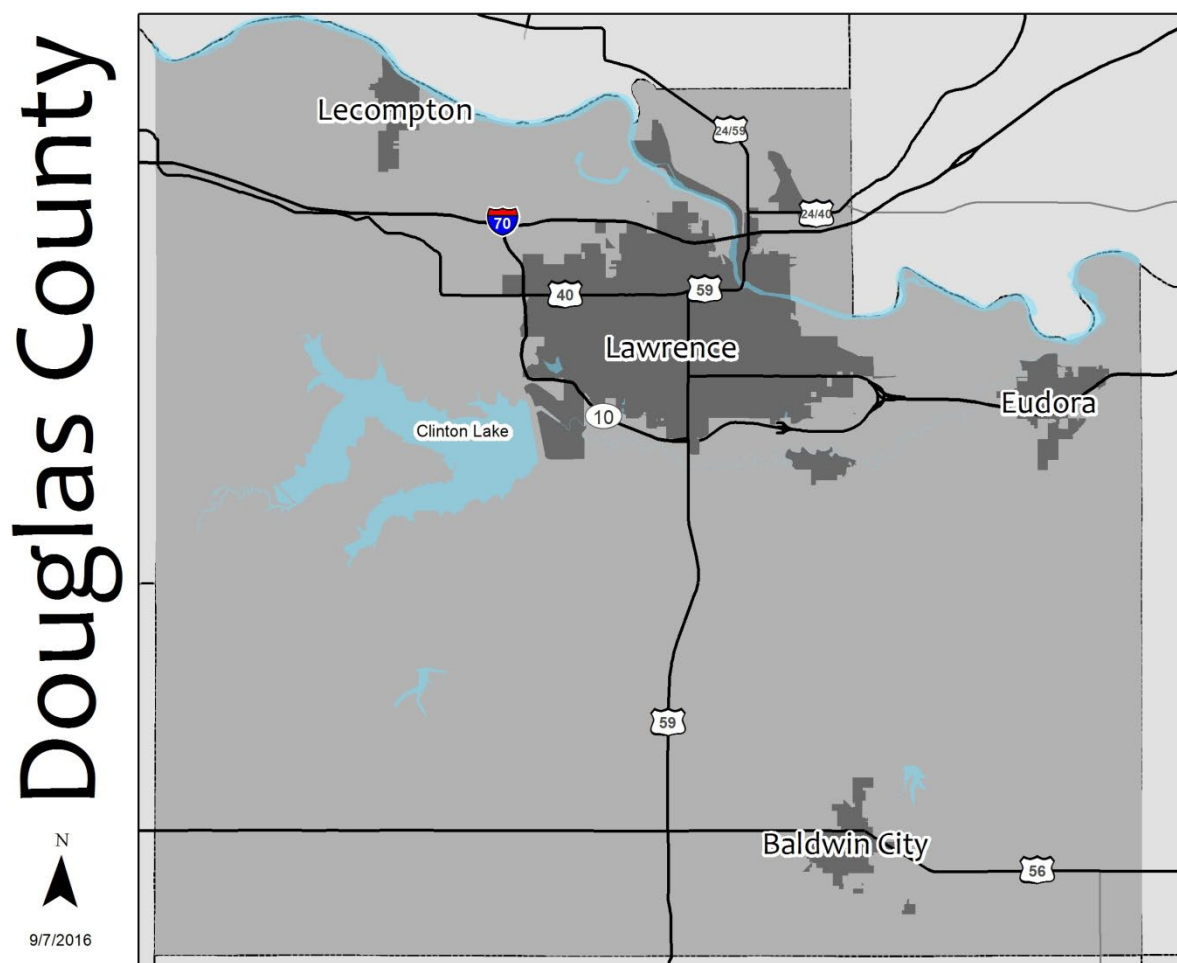 Douglas County
N
9/7/2016
Lecompton
24/59
24/40
70
40
59
Lawrence
Eudora
10
Clinton Lake
59
Baldwin City
56